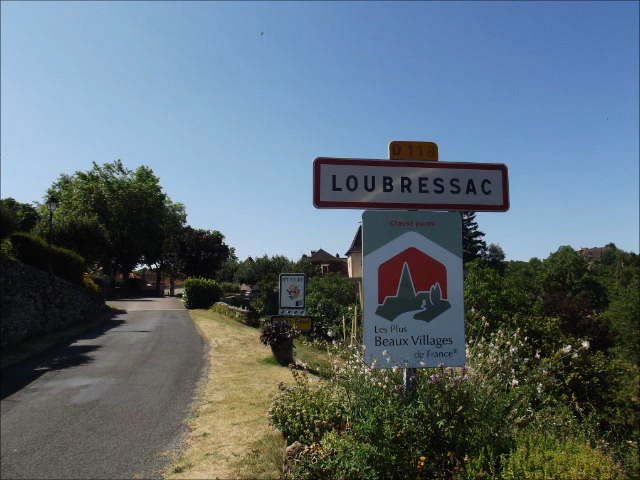 D 118
LOUBRESSAC
Classé parmi
Les Plus
Beaux Villages
de France®